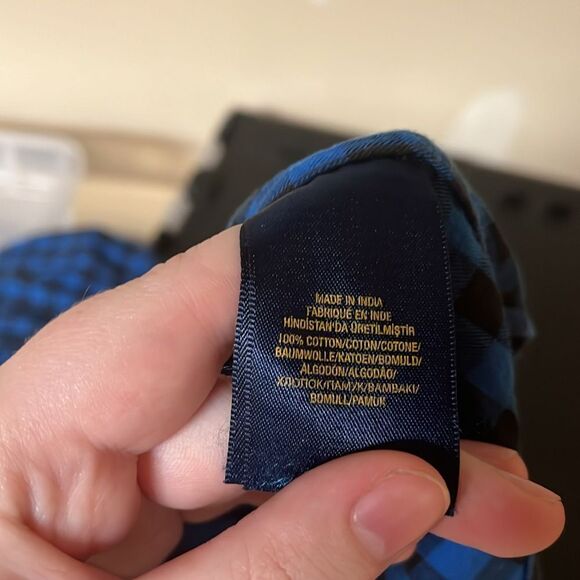 MADE IN INDIA
FABRIQUÉ EN INDE
HİNDİSTAN'DA ÜRETİLMİŞTİR
100% COTTON/COTON/COTONE/
BAUMWOLLE/KATOEN/BOMULD/
ALGODÓN/ALGODÃO/
ХЛОПОК/ПАМУК/BAMBAKI/
BOMULL/PAMUK